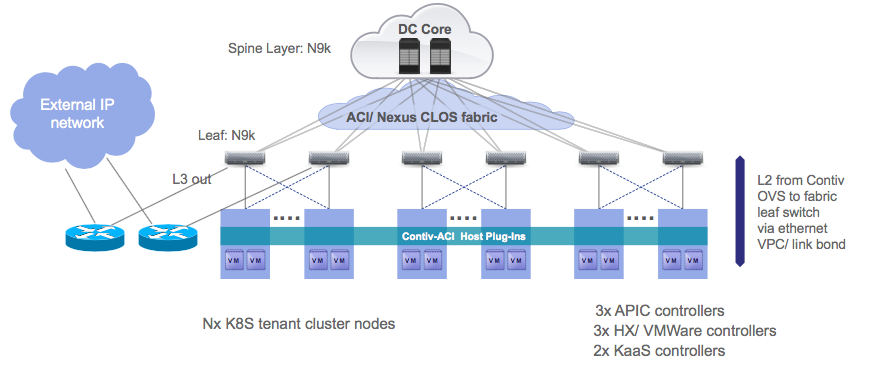 DC Core
Spine Layer: N9k
External IP
network
ACI/ Nexus CLOS fabric
Leaf: N9k
L3 out
L2 from Contiv
OVS to fabric
leaf switch
via ethernet
VPC/ link bond
Contiv-ACI Host Plug-Ins
VM VM VM VM VM VM VM VM VM VM VM VM
Nx K8S tenant cluster nodes
3x APIC controllers
3x HX/ VMWare controllers
2x KaaS controllers